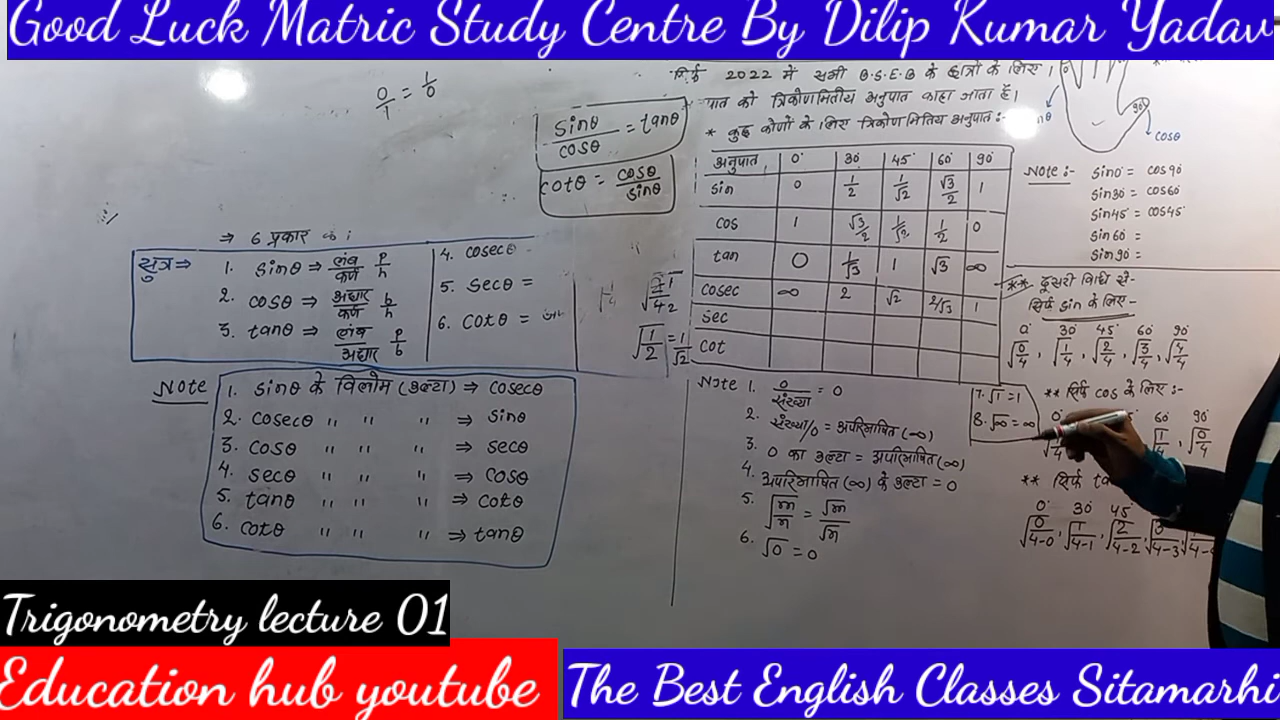 Good Luck Matric Study Centre By Dilip Kumar Yadav
2022 में सभी B.S.E.B के छात्रों के लिए।
पात को त्रिकोणमितीय अनुपात काहा जाता है।
* कुछ कोणों के लिए त्रिकोणमितिय अनुपात :-
0/1 = 1/0
sinθ/cosθ = tanθ
cotθ = cosθ/sinθ
90°
cosθ
अनुपात 0° 30° 45° 60° 90°
sin 0 1/2 1/√2 √3/2 1
cos 1 √3/2 1/√2 1/2 0
tan 0 1/√3 1 √3 ∞
cosec ∞ 2 √2 2/√3 1
sec
cot
Note :- sin0° = cos90°
sin30° = cos60°
sin45° = cos45°
sin60° =
sin90° =
⇒ 6 प्रकार
सुत्र ⇒ 1. sinθ ⇒ लंब/कर्ण p/h
2. cosθ ⇒ आधार/कर्ण b/h
3. tanθ ⇒ लंब/आधार p/b
4. cosecθ
5. secθ =
6. cotθ =
√1/2 = 1/√2
** दुसरी विधि से-
सिर्फ sin के लिए-
0° 30° 45° 60° 90°
√0/4, √1/4, √2/4, √3/4, √4/4
Note 1. sinθ के विलोम (उल्टा) ⇒ cosecθ
2. cosecθ " " " ⇒ sinθ
3. cosθ " " " ⇒ secθ
4. secθ " " " ⇒ cosθ
5. tanθ " " " ⇒ cotθ
6. cotθ " " " ⇒ tanθ
Note 1. 0/संख्या = 0
2. संख्या/0 = अपरिभाषित (∞)
3. 0 का उल्टा = अपरिभाषित (∞)
4. अपरिभाषित (∞) के उल्टा = 0
5. √m/n = √m/√n
6. √0 = 0
7. √1 = 1
8. √∞ = ∞
** सिर्फ cos के लिए :-
0° 60° 90°
√1/4, √0/4
** सिर्फ
0° 30° 45°
√0/4-0, √1/4-1, √2/4-2, √3/4-3,
Trigonometry lecture 01
Education hub youtube
The Best English Classes Sitamarhi